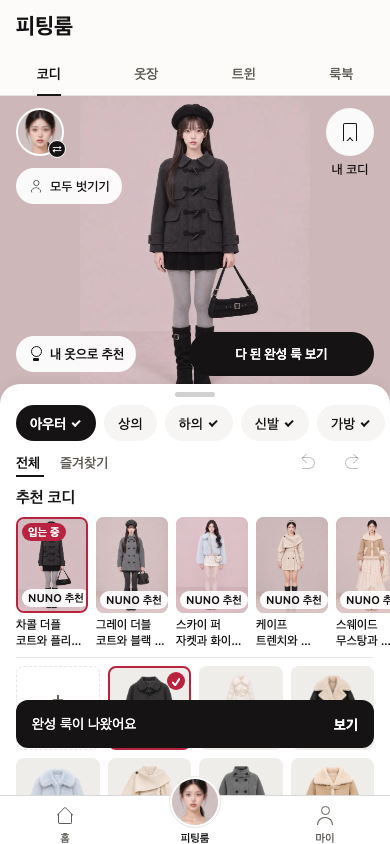 피팅룸
코디 옷장 트윈 룩북
모두 벗기기
내 코디
내 옷으로 추천
다 된 완성 룩 보기
아우터 상의 하의 신발 가방
전체 즐겨찾기
추천 코디
입는 중
NUNO 추천 NUNO 추천 NUNO 추천 NUNO 추천 NUNO 추천
차콜 더플 그레이 더블 스카이 퍼 케이프 스웨이드
코트와 플리... 코트와 블랙 ... 자켓과 화이... 트렌치와 ... 무스탕과 ...
완성 룩이 나왔어요 보기
홈 피팅룸 마이